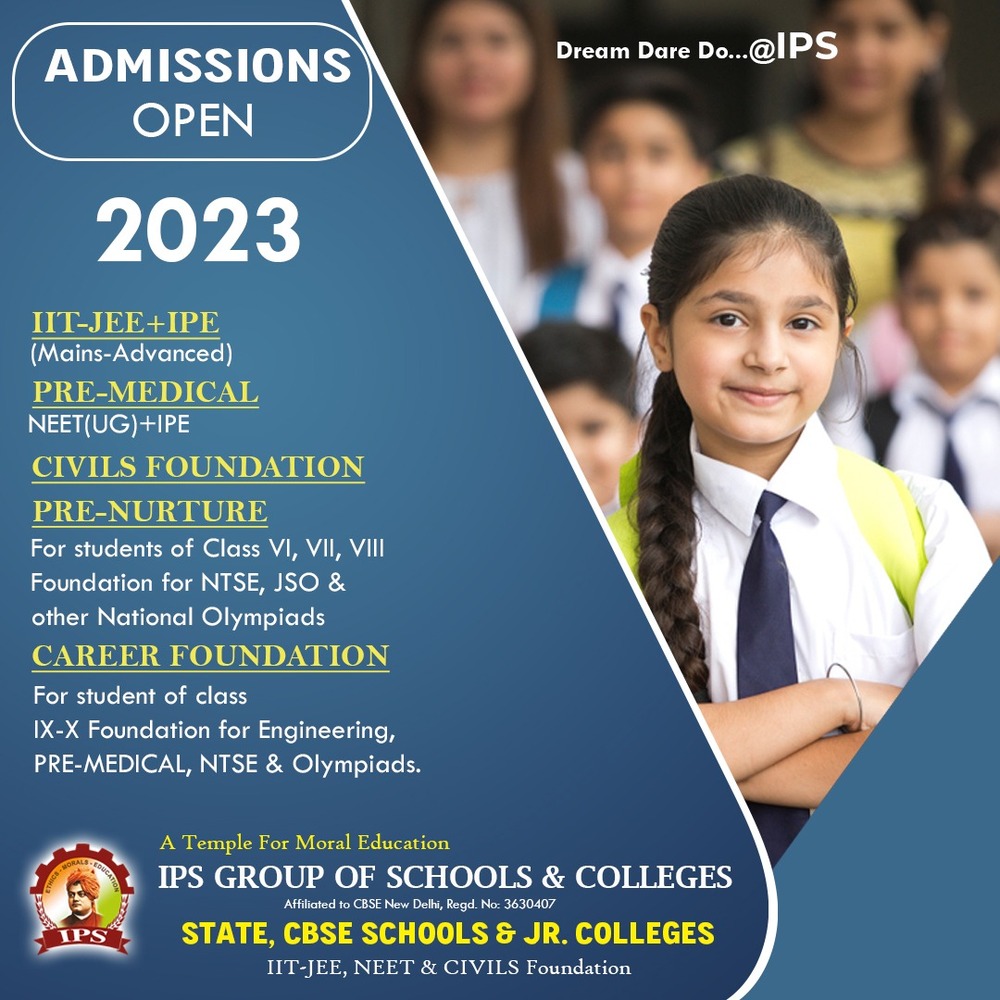 ADMISSIONS
OPEN
Dream Dare Do...@IPS
2023
IIT-JEE+IPE
(Mains-Advanced)
PRE-MEDICAL
NEET(UG)+IPE
CIVILS FOUNDATION
PRE-NURTURE
For students of Class VI, VII, VIII
Foundation for NTSE, JSO &
other National Olympiads
CAREER FOUNDATION
For student of class
IX-X Foundation for Engineering,
PRE-MEDICAL, NTSE & Olympiads.
A Temple For Moral Education
IPS GROUP OF SCHOOLS & COLLEGES
Affiliated to CBSE New Delhi, Regd. No: 3630407
STATE, CBSE SCHOOLS & JR. COLLEGES
IIT-JEE, NEET & CIVILS Foundation
ETHICS - MORALS - EDUCATION
IPS